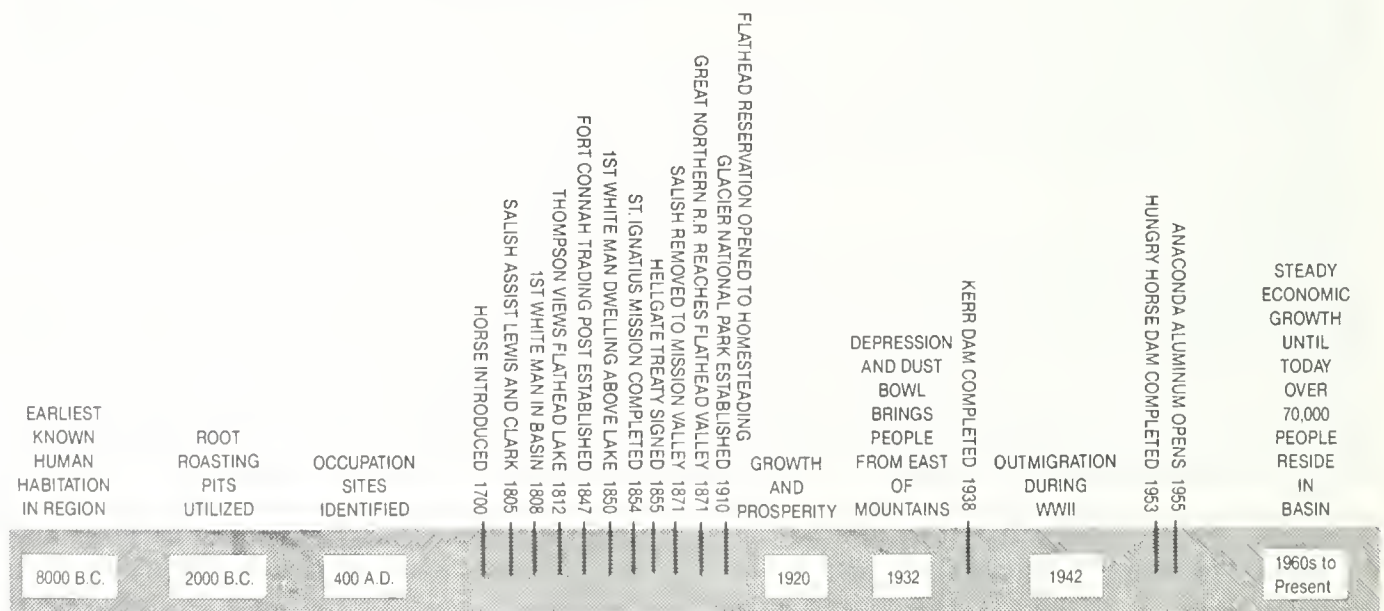 EARLIEST
KNOWN
HUMAN
HABITATION
IN REGION
8000 B.C.
ROOT
ROASTING
PITS
UTILIZED
2000 B.C.
OCCUPATION
SITES
IDENTIFIED
400 A.D.
HORSE INTRODUCED 1700
SALISH ASSIST LEWIS AND CLARK 1805
1ST WHITE MAN IN BASIN 1808
THOMPSON VIEWS FLATHEAD LAKE 1812
FORT CONNAH TRADING POST ESTABLISHED 1847
1ST WHITE MAN DWELLING ABOVE LAKE 1850
ST. IGNATIUS MISSION COMPLETED 1854
HELLGATE TREATY SIGNED 1855
SALISH REMOVED TO MISSION VALLEY 1871
GREAT NORTHERN R.R REACHES FLATHEAD VALLEY 1871
GLACIER NATIONAL PARK ESTABLISHED 1910
FLATHEAD RESERVATION OPENED TO HOMESTEADING
GROWTH
AND
PROSPERITY
1920
DEPRESSION
AND DUST
BOWL
BRINGS
PEOPLE
FROM EAST
OF
MOUNTAINS
1932
KERR DAM COMPLETED 1938
OUTMIGRATION
DURING
WWII
1942
HUNGRY HORSE DAM COMPLETED 1953
ANACONDA ALUMINUM OPENS 1955
STEADY
ECONOMIC
GROWTH
UNTIL
TODAY
OVER
70,000
PEOPLE
RESIDE
IN
BASIN
1960s to
Present